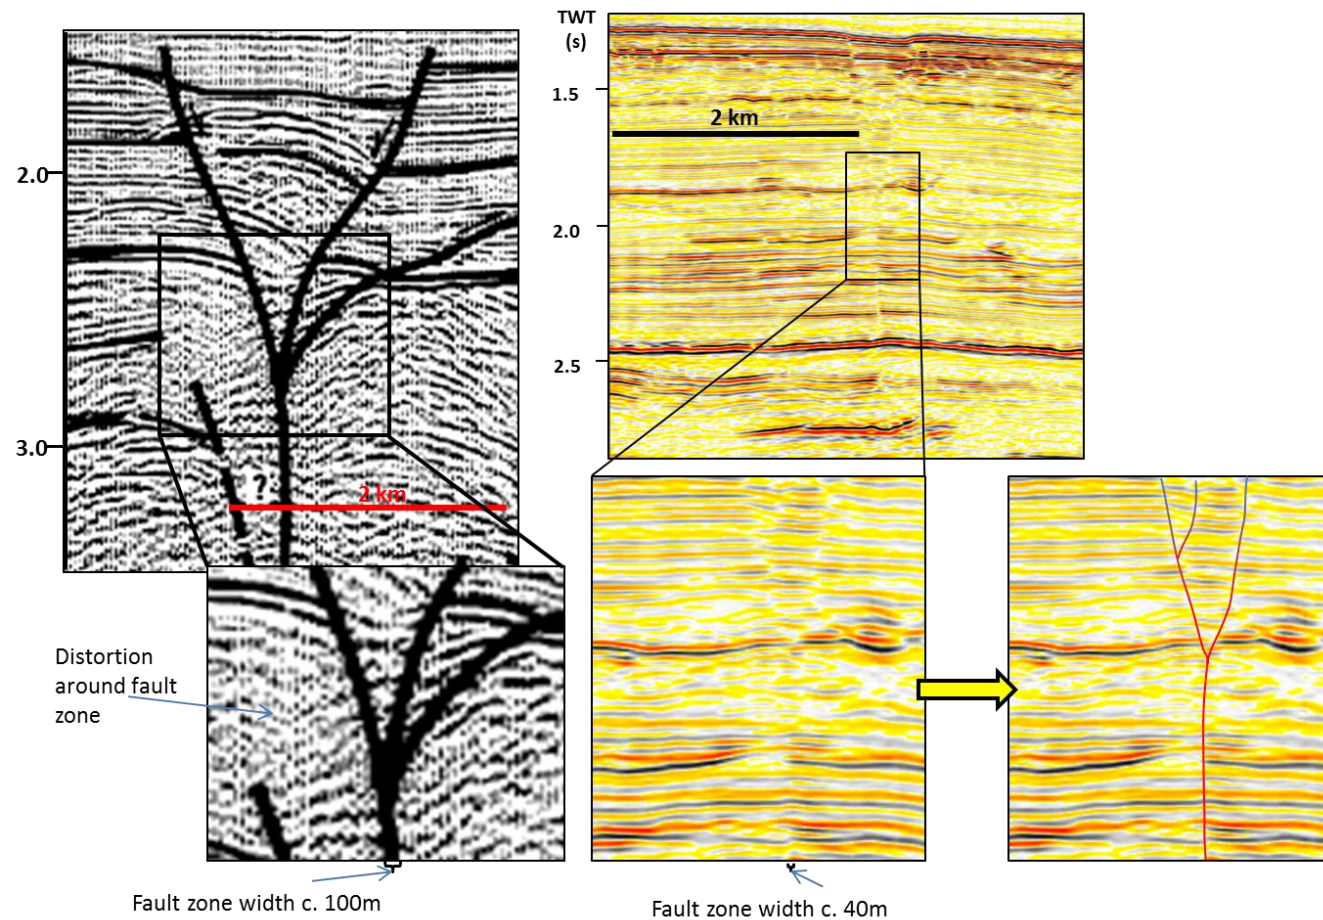 TWT
(s)
1.5
2 km
2.0
2.0
2.5
3.0
?
2 km
Distortion
around fault
zone
Fault zone width c. 100m
Fault zone width c. 40m